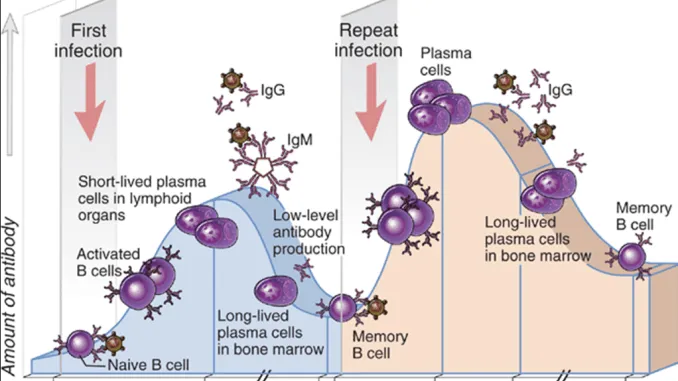 First
infection
Repeat
infection
Plasma
cells
IgG
IgG
IgM
Short-lived plasma
cells in lymphoid
organs
Low-level
antibody
production
Activated
B cells
Long-lived
plasma cells
in bone marrow
Memory
B cell
Long-lived
plasma cells
in bone marrow
Memory
B cell
Naive B cell
Amount of antibody